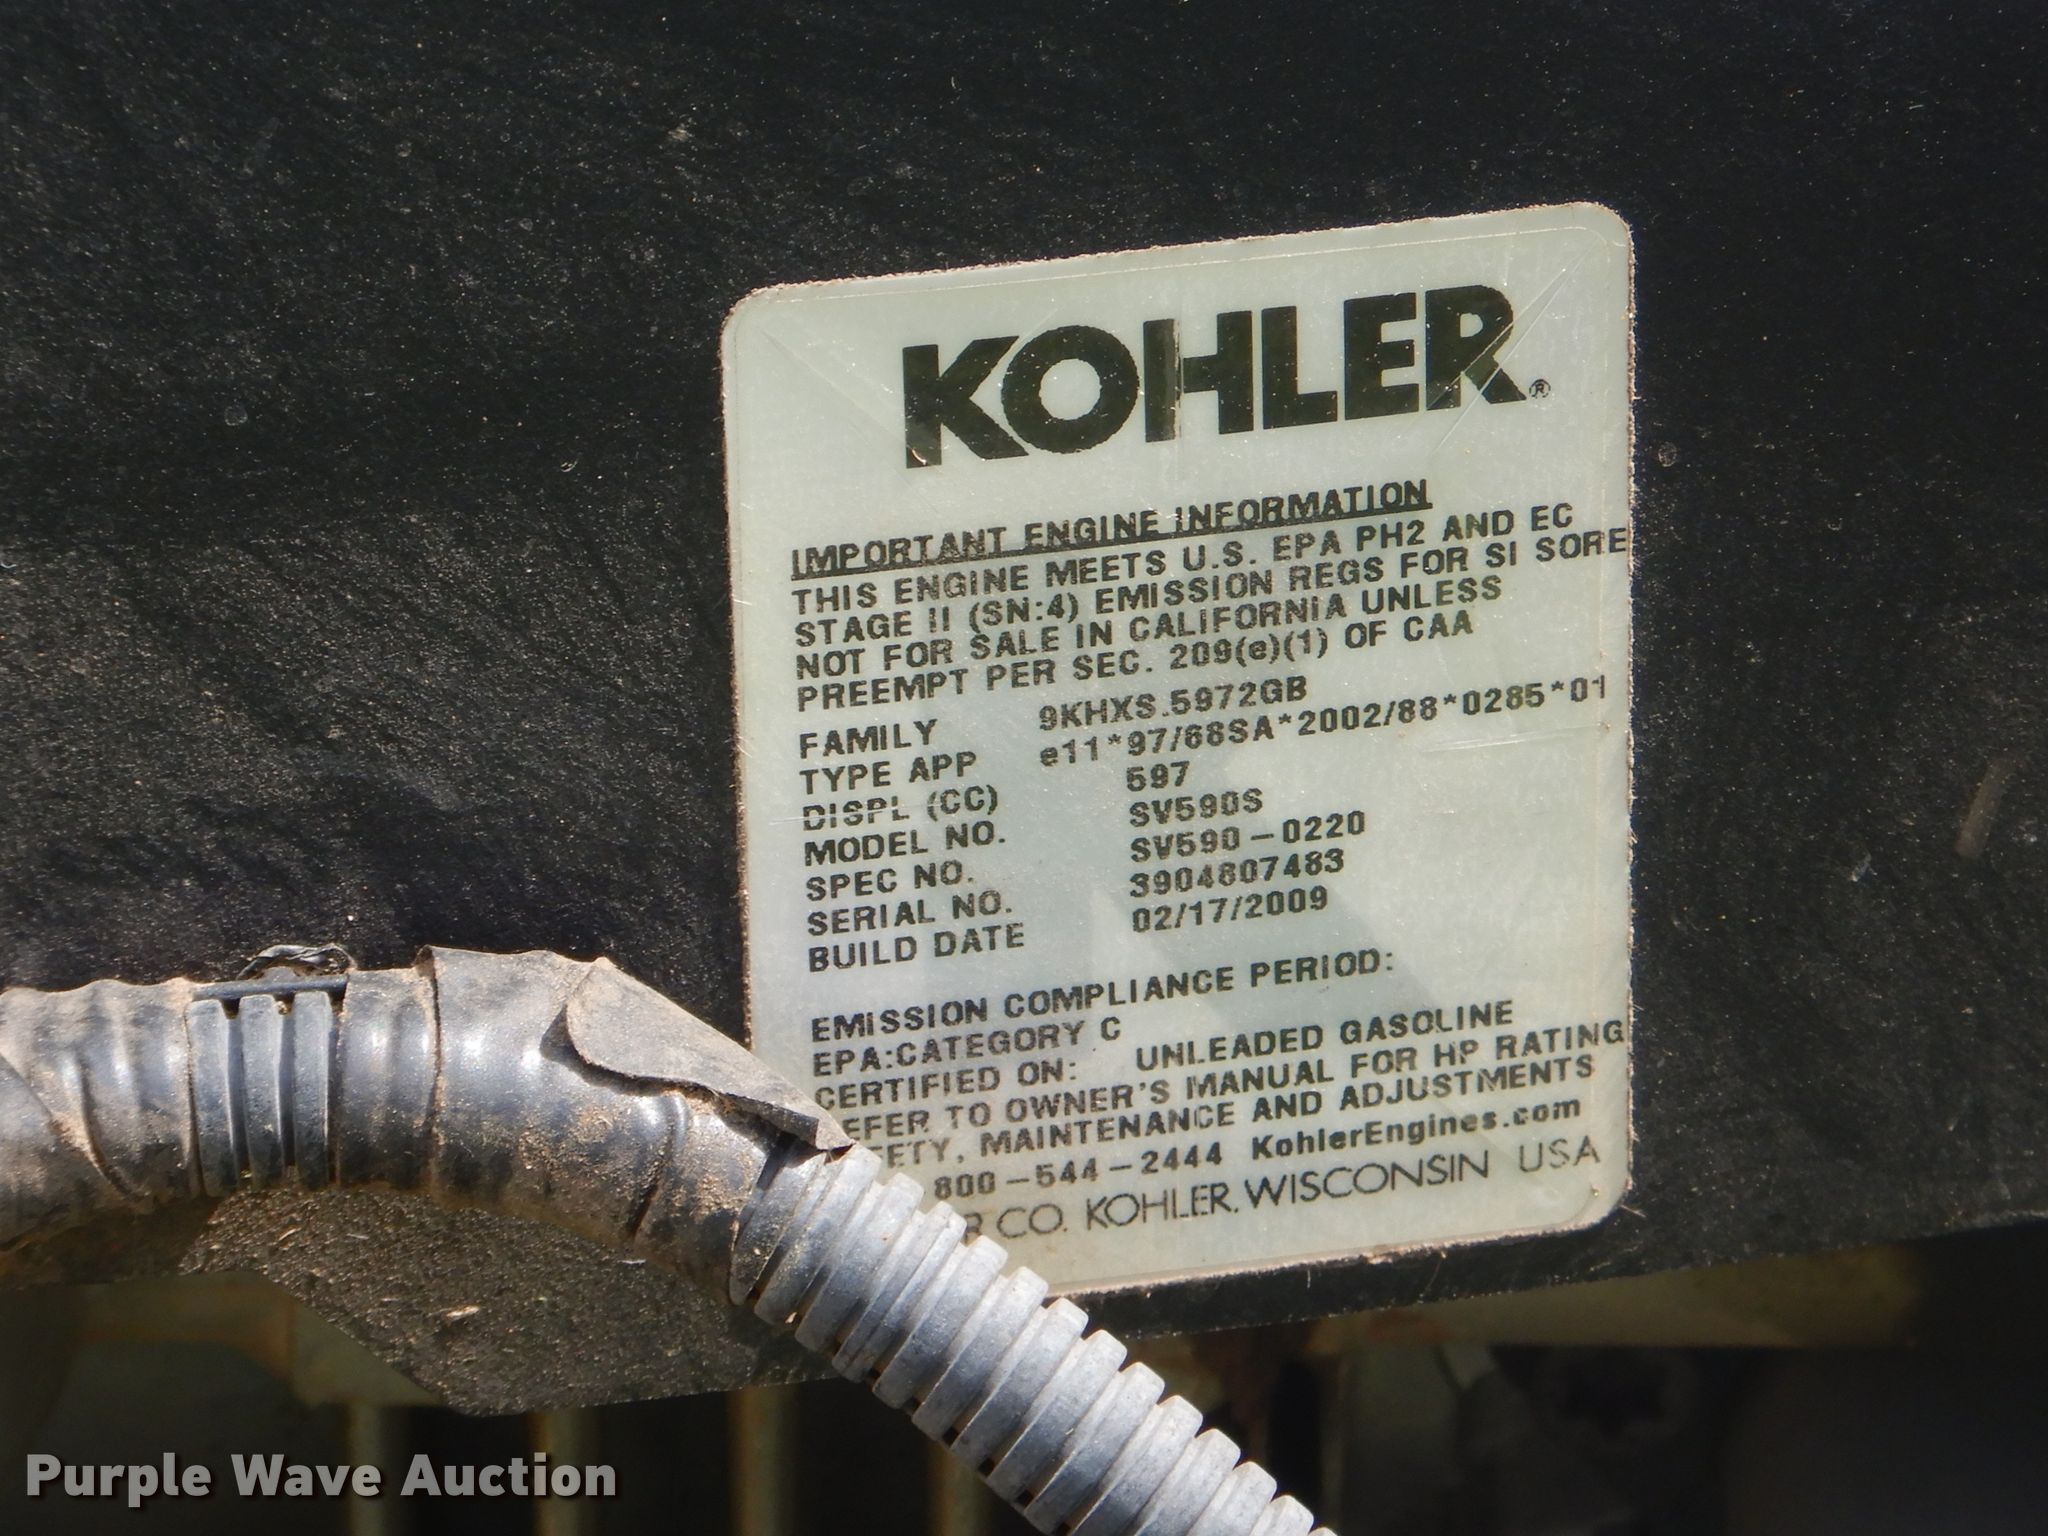 KOHLER®
IMPORTANT ENGINE INFORMATION
THIS ENGINE MEETS U.S. EPA PH2 AND EC
STAGE II (SN:4) EMISSION REGS FOR SI SORE
NOT FOR SALE IN CALIFORNIA UNLESS
PREEMPT PER SEC. 209(e)(1) OF CAA
FAMILY 9KHXS.5972GB
TYPE APP e11*97/68SA*2002/88*0285*01
DISPL (CC) 597
MODEL NO. SV590S
SPEC NO. SV590-0220
SERIAL NO. 3904807483
BUILD DATE 02/17/2009
EMISSION COMPLIANCE PERIOD:
EPA:CATEGORY C
CERTIFIED ON: UNLEADED GASOLINE
EFER TO OWNER'S MANUAL FOR HP RATING
ETY, MAINTENANCE AND ADJUSTMENTS
800-544-2444 KohlerEngines.com
R CO. KOHLER, WISCONSIN USA
Purple Wave Auction